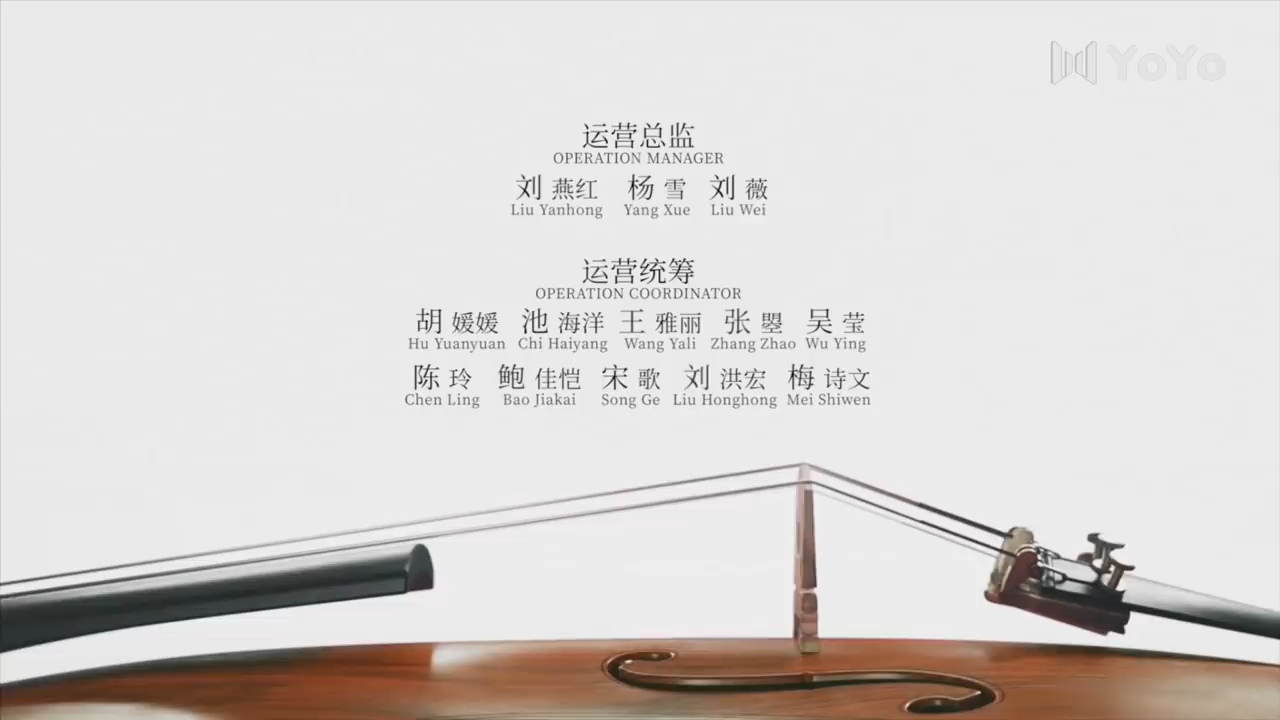 YoYo
运营总监
OPERATION MANAGER
刘 燕红 杨 雪 刘 薇
Liu Yanhong Yang Xue Liu Wei
运营统筹
OPERATION COORDINATOR
胡 媛媛 池 海洋 王 雅丽 张 曌 吴 莹
Hu Yuanyuan Chi Haiyang Wang Yali Zhang Zhao Wu Ying
陈 玲 鲍 佳恺 宋 歌 刘 洪宏 梅 诗文
Chen Ling Bao Jiakai Song Ge Liu Honghong Mei Shiwen